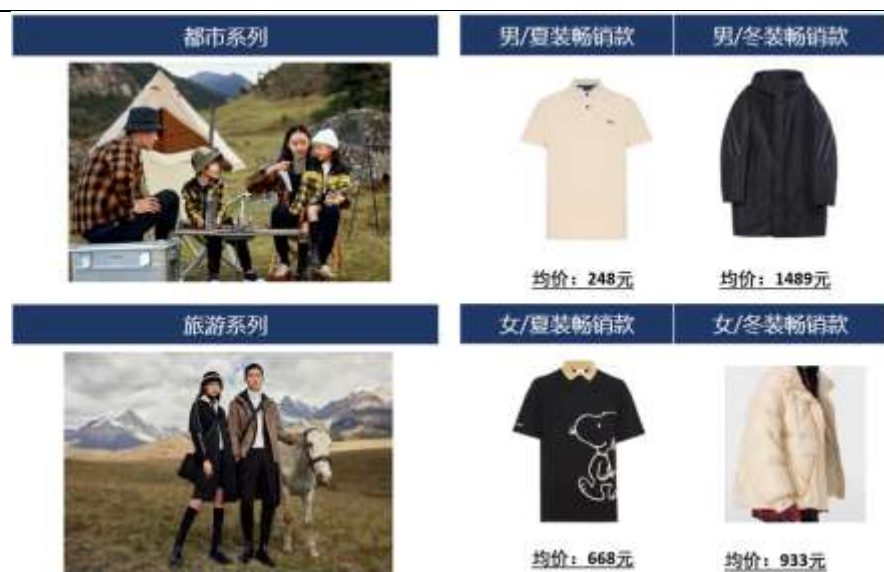 都市系列
男/夏装畅销款
男/冬装畅销款
均价：248元
均价：1489元
旅游系列
女/夏装畅销款
女/冬装畅销款
均价：668元
均价：933元